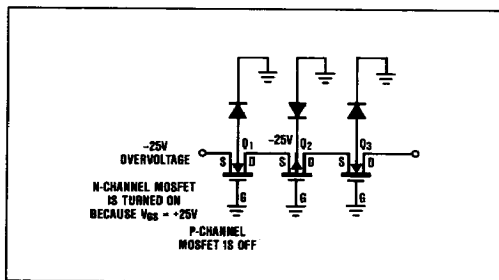 Q1
-25V
Q2
Q3
-25V
OVERVOLTAGE
S
D
S
D
S
D
N-CHANNEL MOSFET
IS TURNED ON
BECAUSE VGS = +25V
G
G
G
P-CHANNEL
MOSFET IS OFF